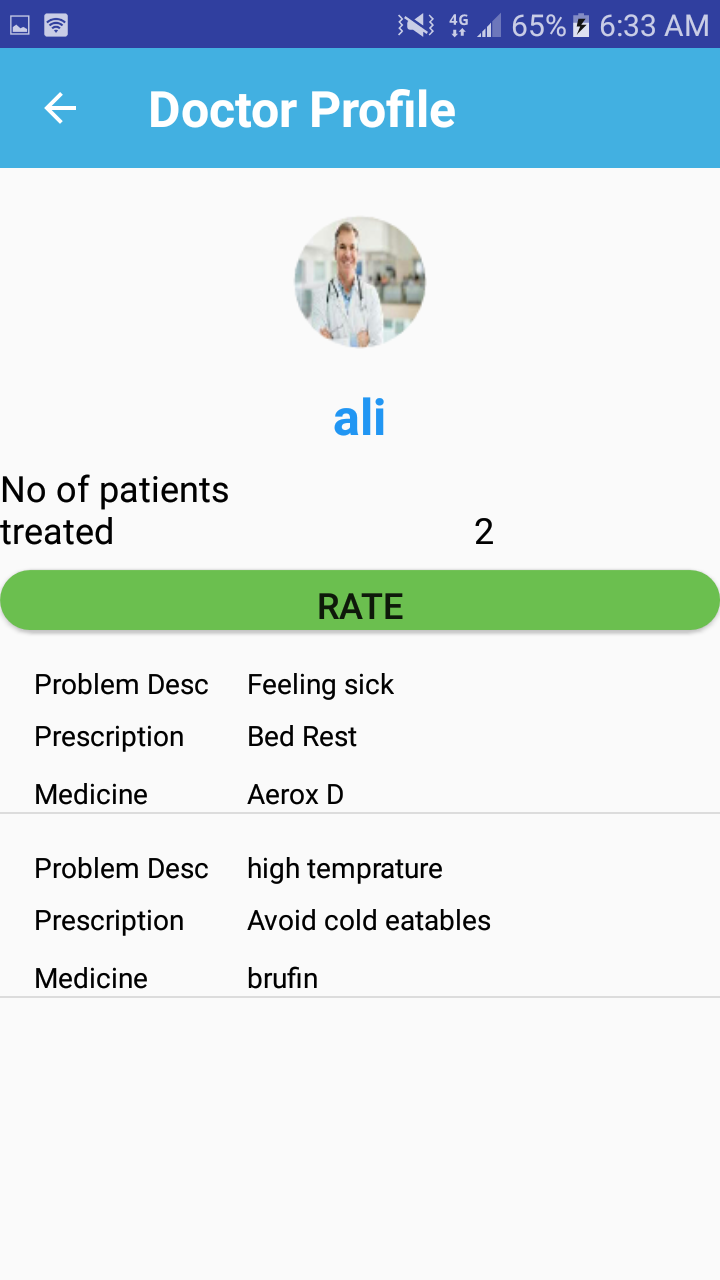 4G 65% 6:33 AM
Doctor Profile
ali
No of patients
treated 2
RATE
Problem Desc Feeling sick
Prescription Bed Rest
Medicine Aerox D
Problem Desc high temprature
Prescription Avoid cold eatables
Medicine brufin